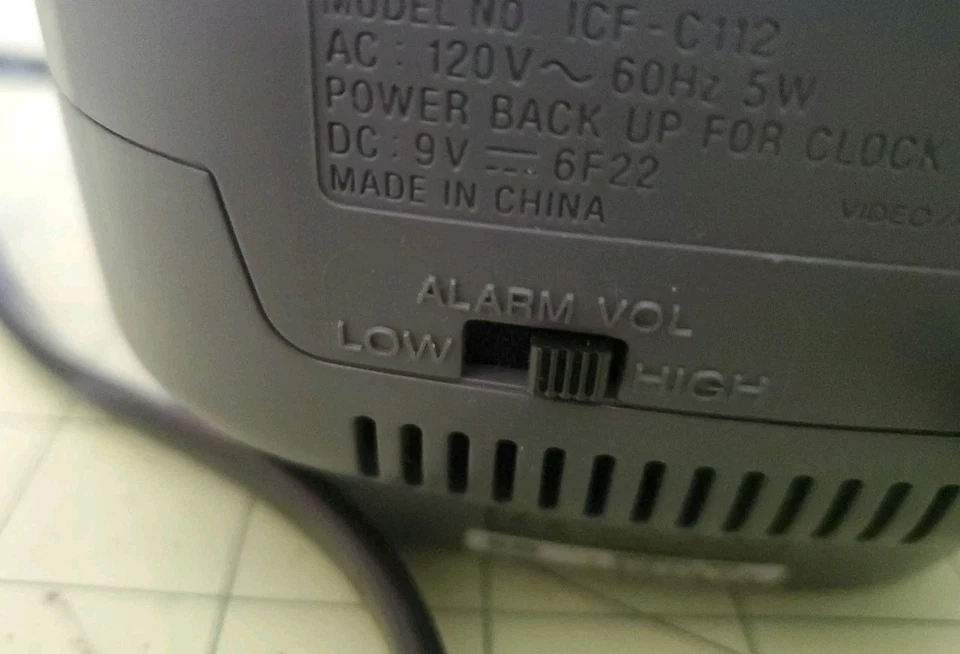 MODEL NO. ICF-C112
AC : 120V～ 60Hz 5W
POWER BACK UP FOR CLOCK
DC : 9V ⎓ 6F22
MADE IN CHINA
VIDEO
ALARM VOL
LOW
HIGH